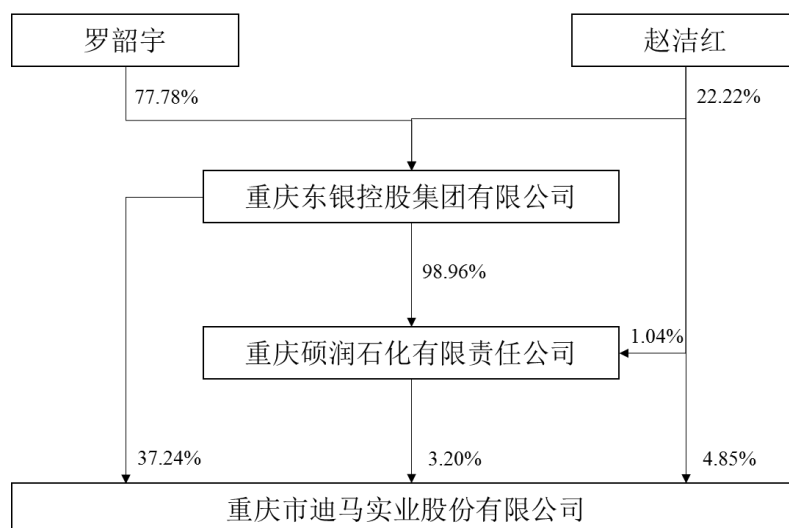 罗韶宇
赵洁红
77.78%
22.22%
重庆东银控股集团有限公司
98.96%
1.04%
重庆硕润石化有限责任公司
37.24%
3.20%
4.85%
重庆市迪马实业股份有限公司